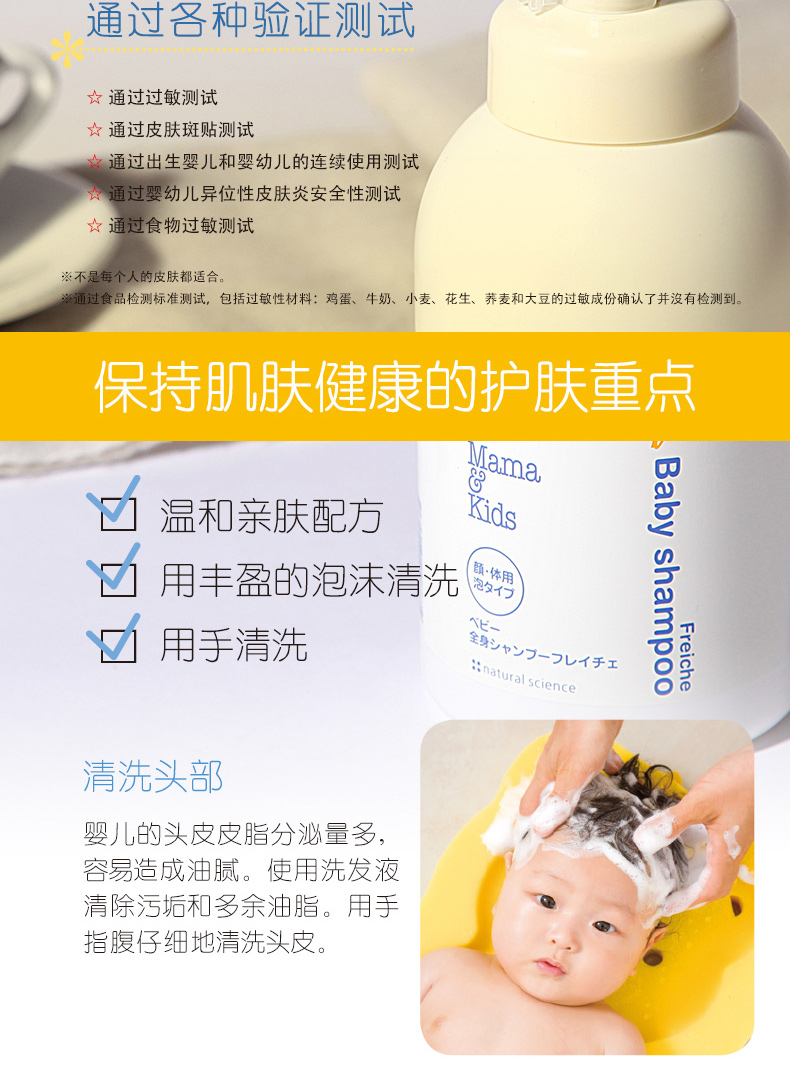 通过各种验证测试
☆ 通过过敏测试
☆ 通过皮肤斑贴测试
☆ 通过出生婴儿和婴幼儿的连续使用测试
☆ 通过婴幼儿异位性皮肤炎安全性测试
☆ 通过食物过敏测试
※不是每个人的皮肤都适合。
※通过食品检测标准测试，包括过敏性材料：鸡蛋、牛奶、小麦、花生、荞麦和大豆的过敏成份确认了并沒有检测到。
保持肌肤健康的护肤重点
Mama
&
Kids
顔・体用
泡タイプ
ベビー
全身シャンプーフレイチェ
natural science
Baby shampoo
Freiche
温和亲肤配方
用丰盈的泡沫清洗
用手清洗
清洗头部
婴儿的头皮皮脂分泌量多，
容易造成油腻。使用洗发液
清除污垢和多余油脂。用手
指腹仔细地清洗头皮。